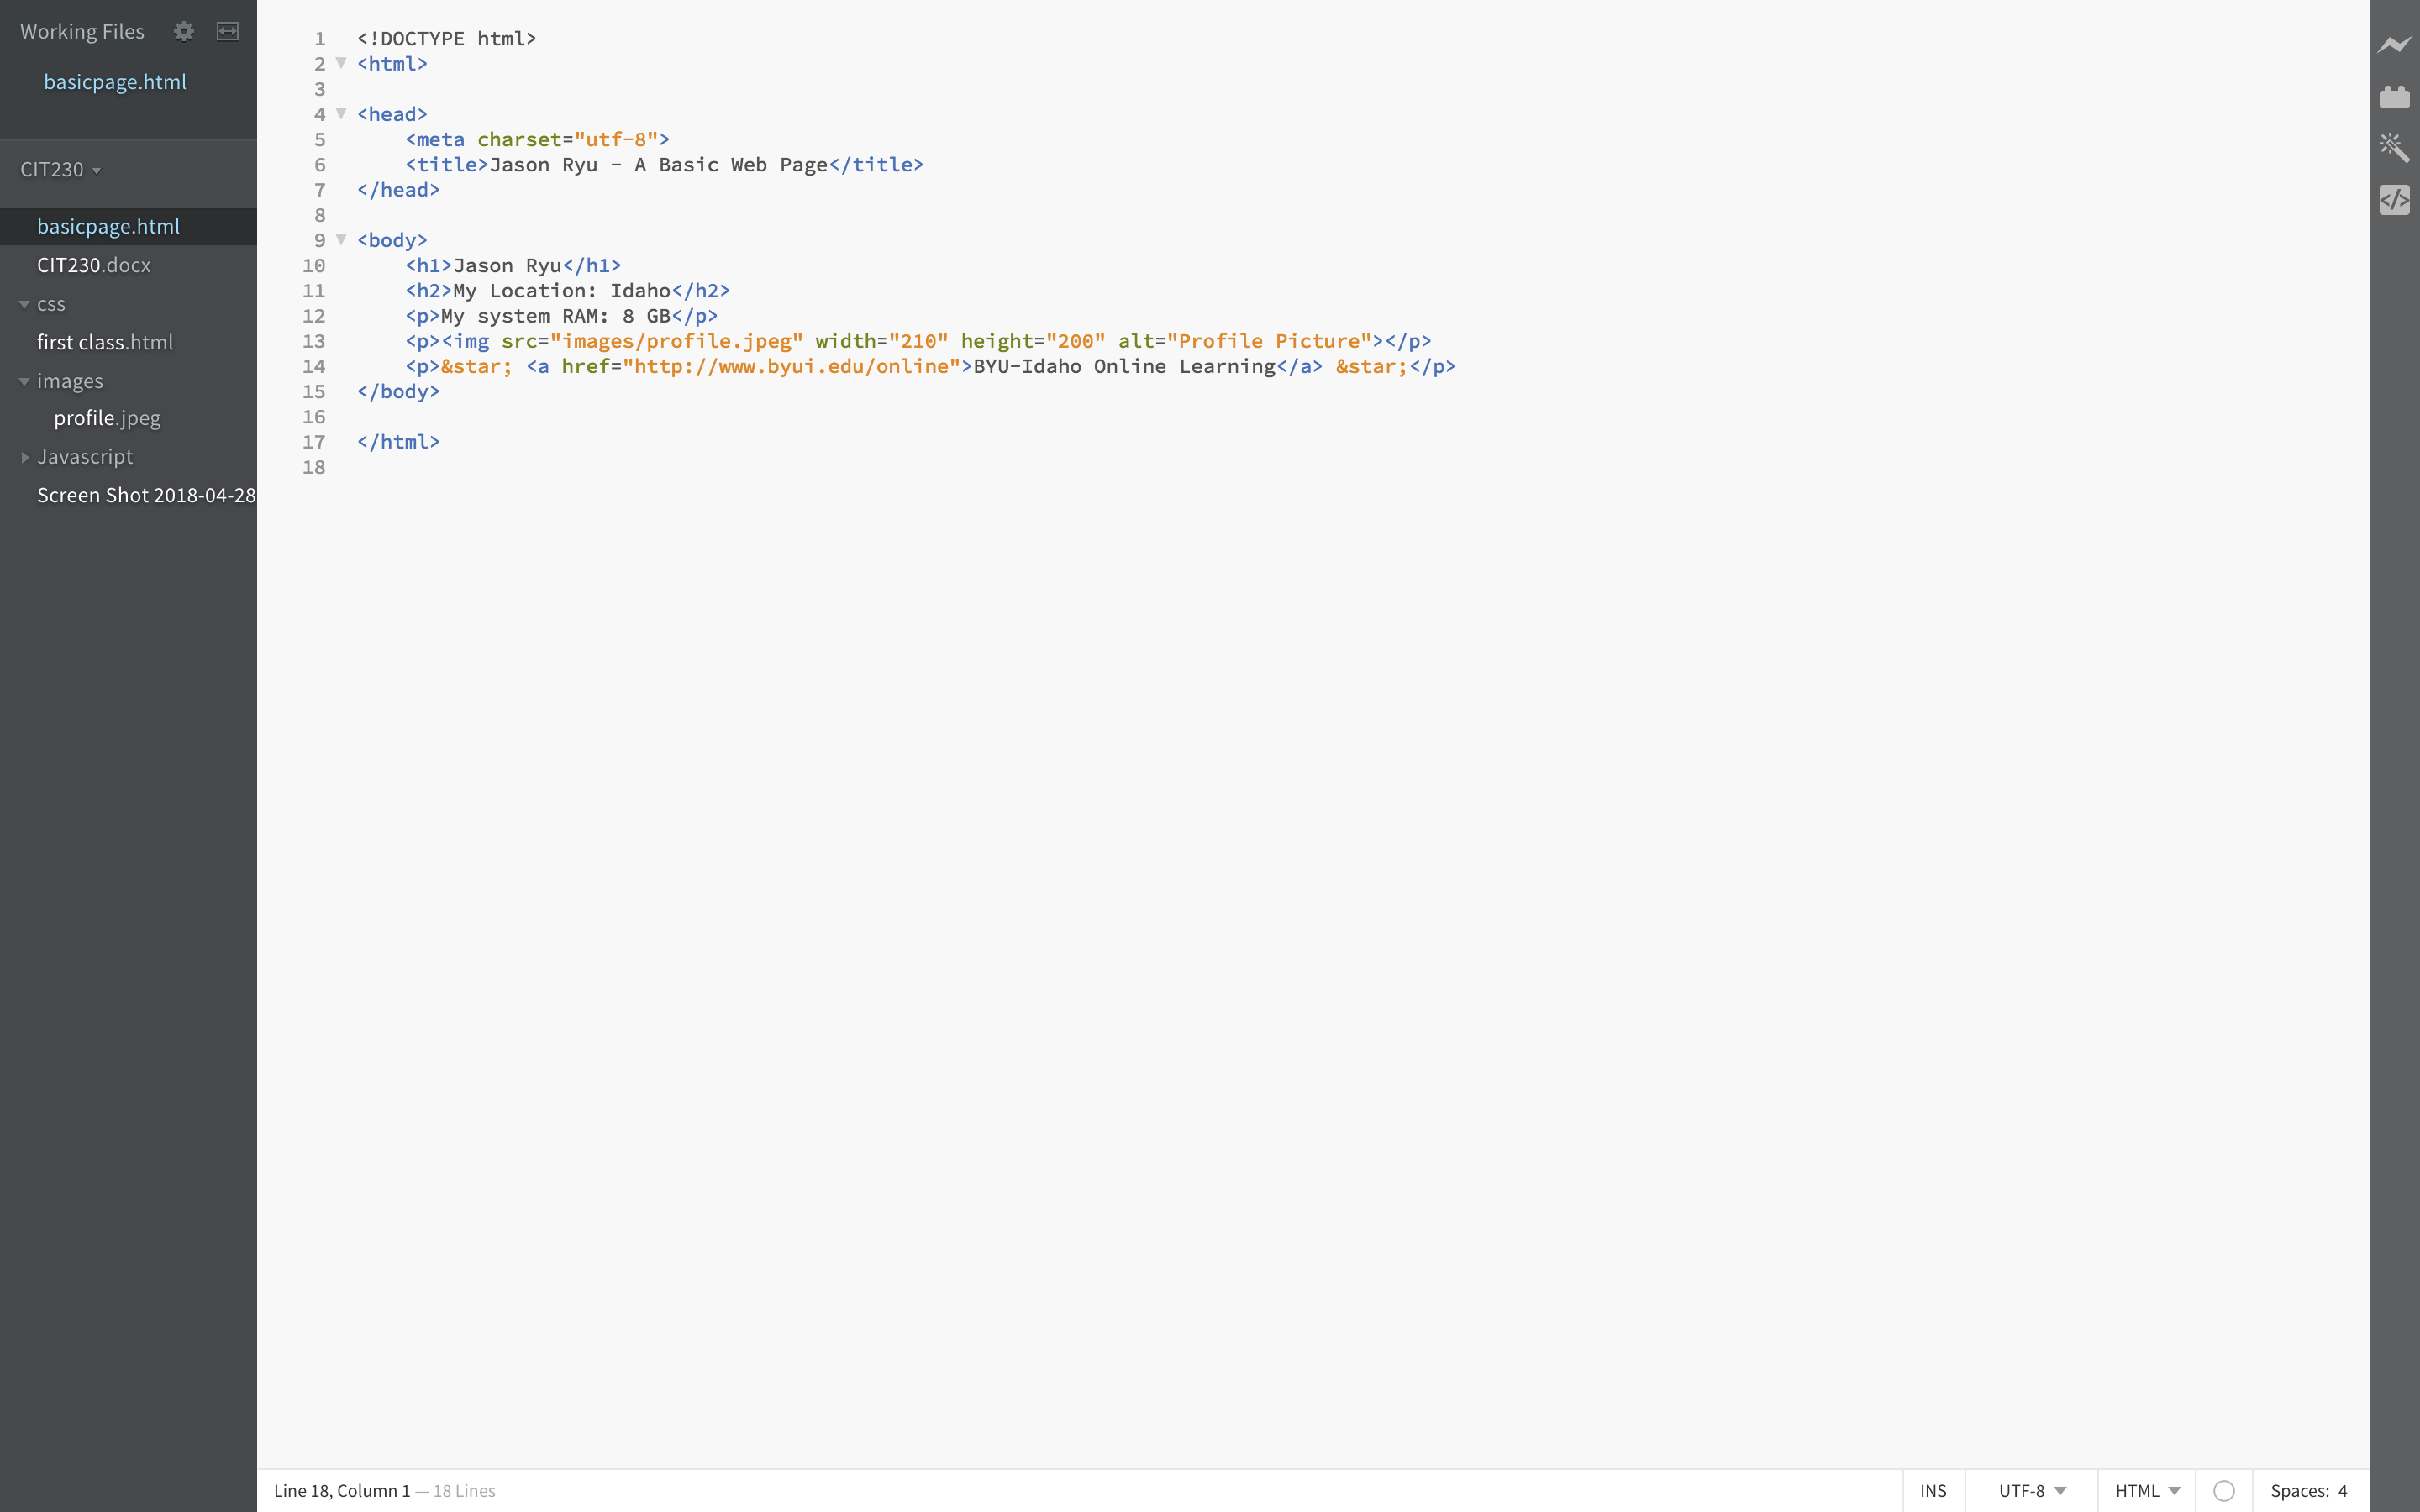 Working Files
basicpage.html
CIT230
basicpage.html
CIT230.docx
css
first class.html
images
profile.jpeg
Javascript
Screen Shot 2018-04-28
1 <!DOCTYPE html>
2 <html>
3
4 <head>
5     <meta charset="utf-8">
6     <title>Jason Ryu - A Basic Web Page</title>
7 </head>
8
9 <body>
10     <h1>Jason Ryu</h1>
11     <h2>My Location: Idaho</h2>
12     <p>My system RAM: 8 GB</p>
13     <p><img src="images/profile.jpeg" width="210" height="200" alt="Profile Picture"></p>
14     <p>&star; <a href="http://www.byui.edu/online">BYU-Idaho Online Learning</a> &star;</p>
15 </body>
16
17 </html>
18
Line 18, Column 1 — 18 Lines
INS UTF-8 HTML Spaces: 4